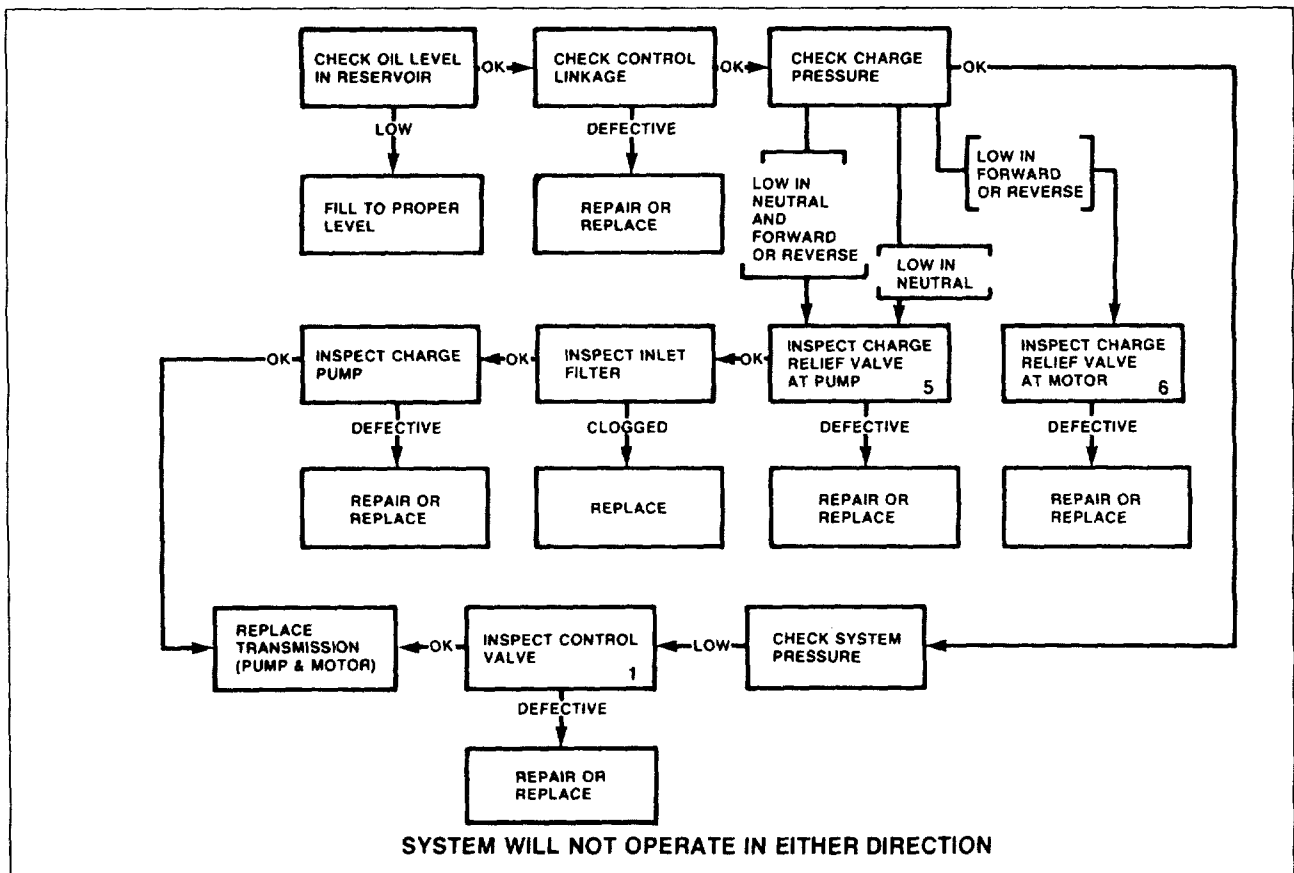 CHECK OIL LEVEL
IN RESERVOIR
OK
CHECK CONTROL
LINKAGE
OK
CHECK CHARGE
PRESSURE
OK
LOW
DEFECTIVE
LOW IN
NEUTRAL
AND
FORWARD
OR REVERSE
LOW IN
NEUTRAL
LOW IN
FORWARD
OR REVERSE
FILL TO PROPER
LEVEL
REPAIR OR
REPLACE
OK
INSPECT CHARGE
PUMP
OK
INSPECT INLET
FILTER
OK
INSPECT CHARGE
RELIEF VALVE
AT PUMP
5
INSPECT CHARGE
RELIEF VALVE
AT MOTOR
6
DEFECTIVE
CLOGGED
DEFECTIVE
DEFECTIVE
REPAIR OR
REPLACE
REPLACE
REPAIR OR
REPLACE
REPAIR OR
REPLACE
REPLACE
TRANSMISSION
(PUMP & MOTOR)
OK
INSPECT CONTROL
VALVE
1
LOW
CHECK SYSTEM
PRESSURE
DEFECTIVE
REPAIR OR
REPLACE
SYSTEM WILL NOT OPERATE IN EITHER DIRECTION